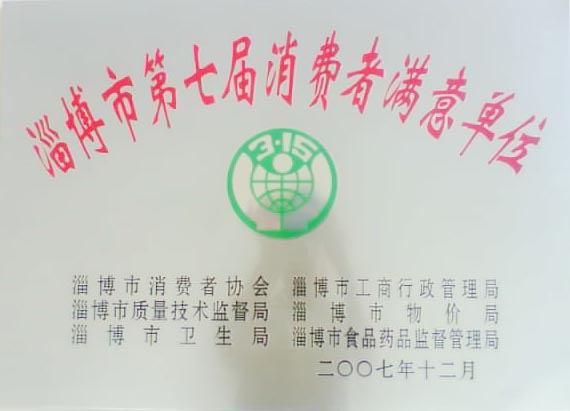 淄博市第七届消费者满意单位
3·15
淄博市消费者协会 淄博市工商行政管理局
淄博市质量技术监督局 淄博市物价局
淄博市卫生局 淄博市食品药品监督管理局
二〇〇七年十二月